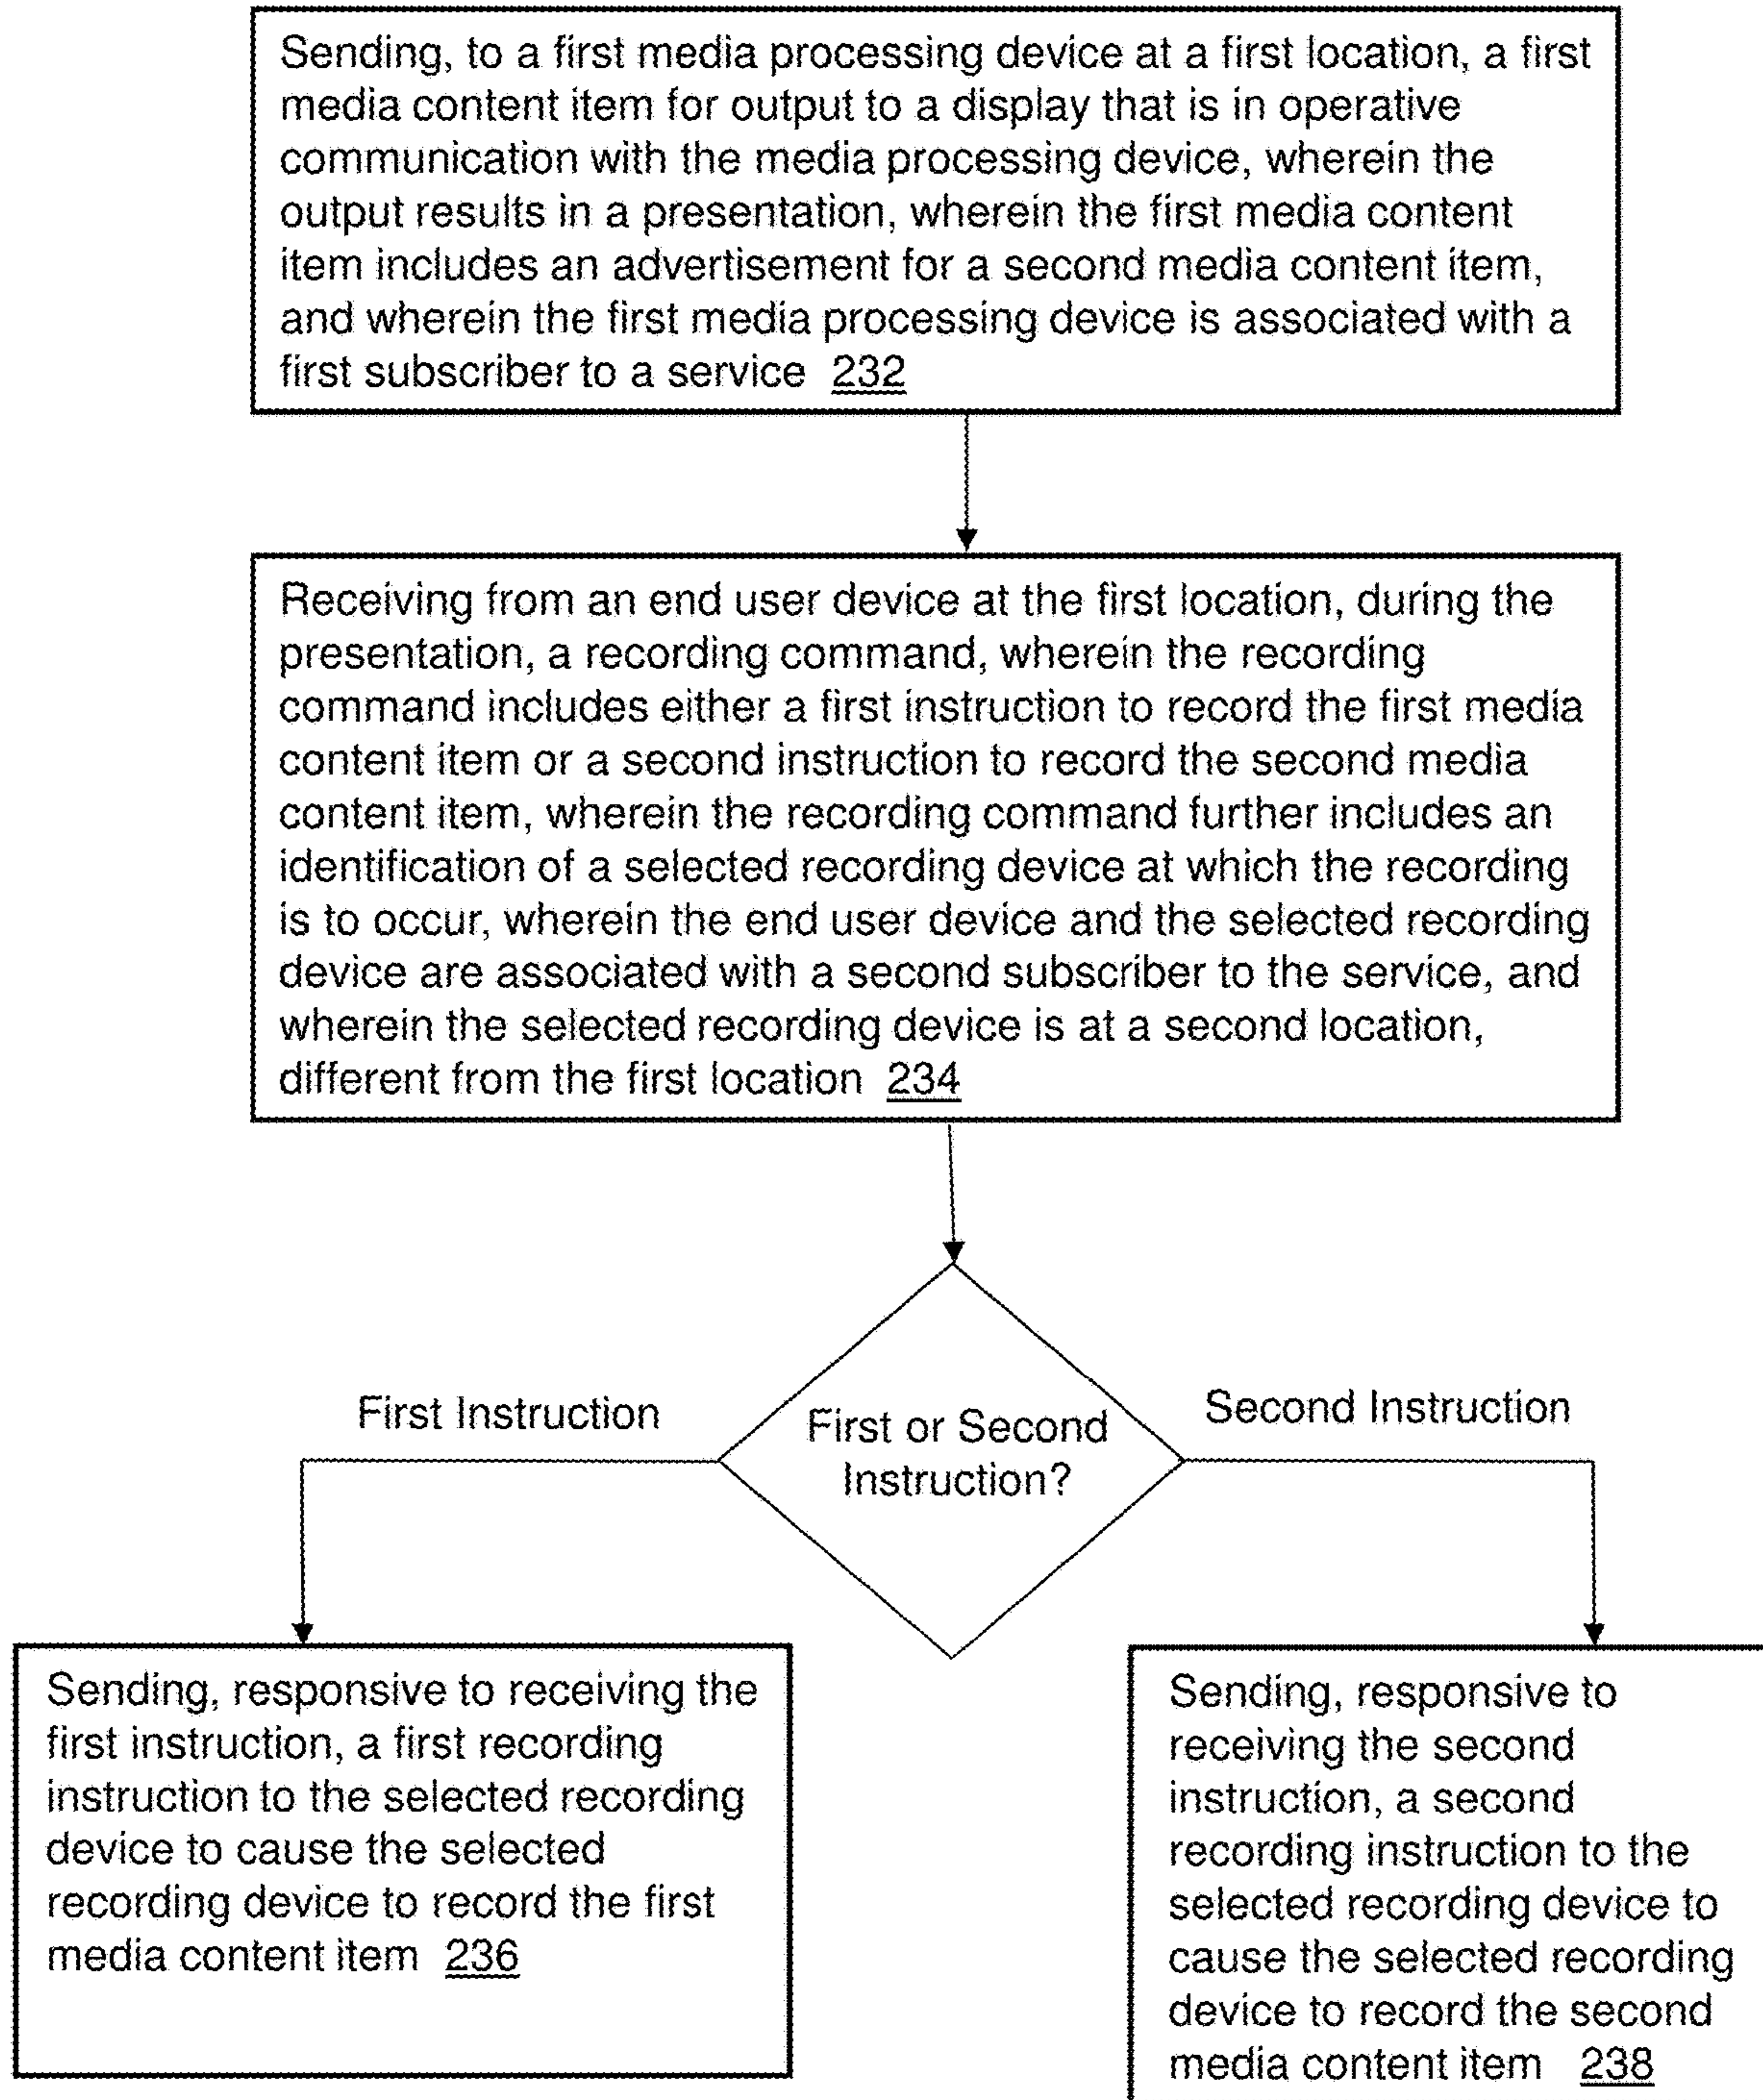 Sending, to a first media processing device at a first location, a first
media content item for output to a display that is in operative
communication with the media processing device, wherein the
output results in a presentation, wherein the first media content
item includes an advertisement for a second media content item,
and wherein the first media processing device is associated with a
first subscriber to a service 232
Receiving from an end user device at the first location, during the
presentation, a recording command, wherein the recording
command includes either a first instruction to record the first media
content item or a second instruction to record the second media
content item, wherein the recording command further includes an
identification of a selected recording device at which the recording
is to occur, wherein the end user device and the selected recording
device are associated with a second subscriber to the service, and
wherein the selected recording device is at a second location,
different from the first location 234
First or Second
Instruction?
First Instruction
Second Instruction
Sending, responsive to receiving the
first instruction, a first recording
instruction to the selected recording
device to cause the selected
recording device to record the first
media content item 236
Sending, responsive to
receiving the second
instruction, a second
recording instruction to the
selected recording device to
cause the selected recording
device to record the second
media content item 238